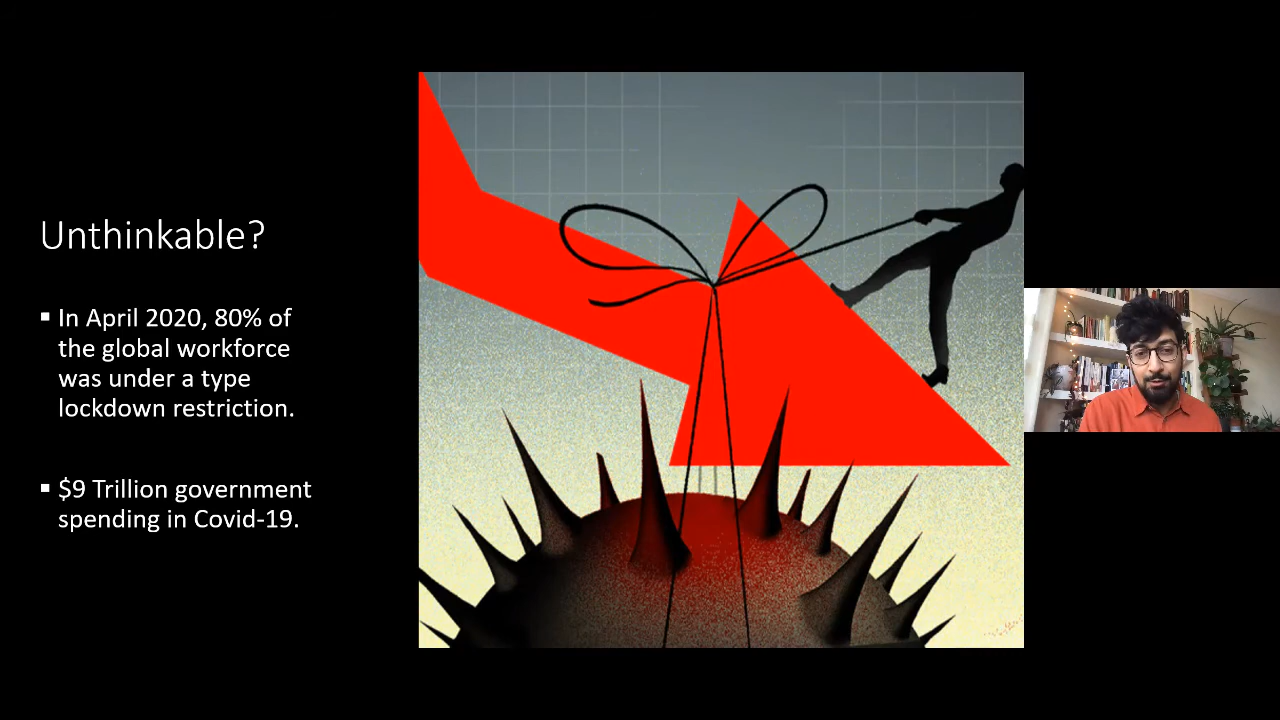 Unthinkable?
▪ In April 2020, 80% of
the global workforce
was under a type
lockdown restriction.
▪ $9 Trillion government
spending in Covid-19.